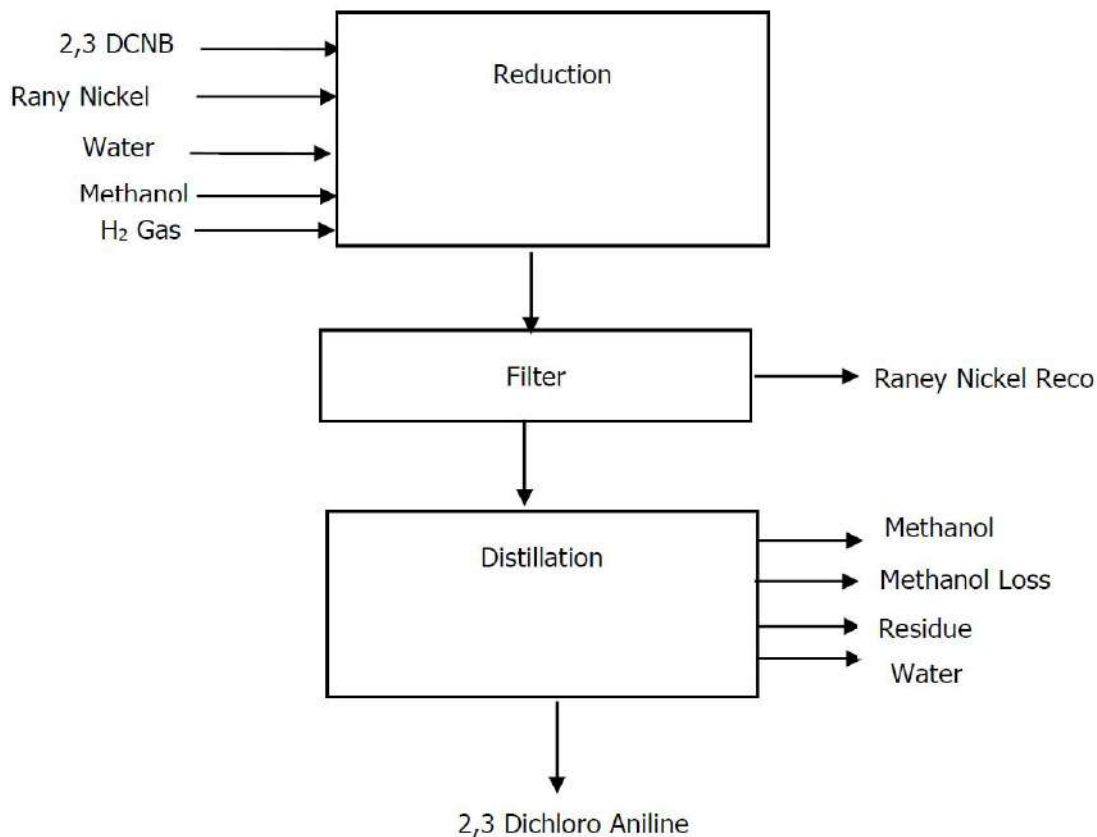 2,3 DCNB
Rany Nickel
Water
Methanol
H₂ Gas
Reduction
Filter
Raney Nickel Reco
Distillation
Methanol
Methanol Loss
Residue
Water
2,3 Dichloro Aniline